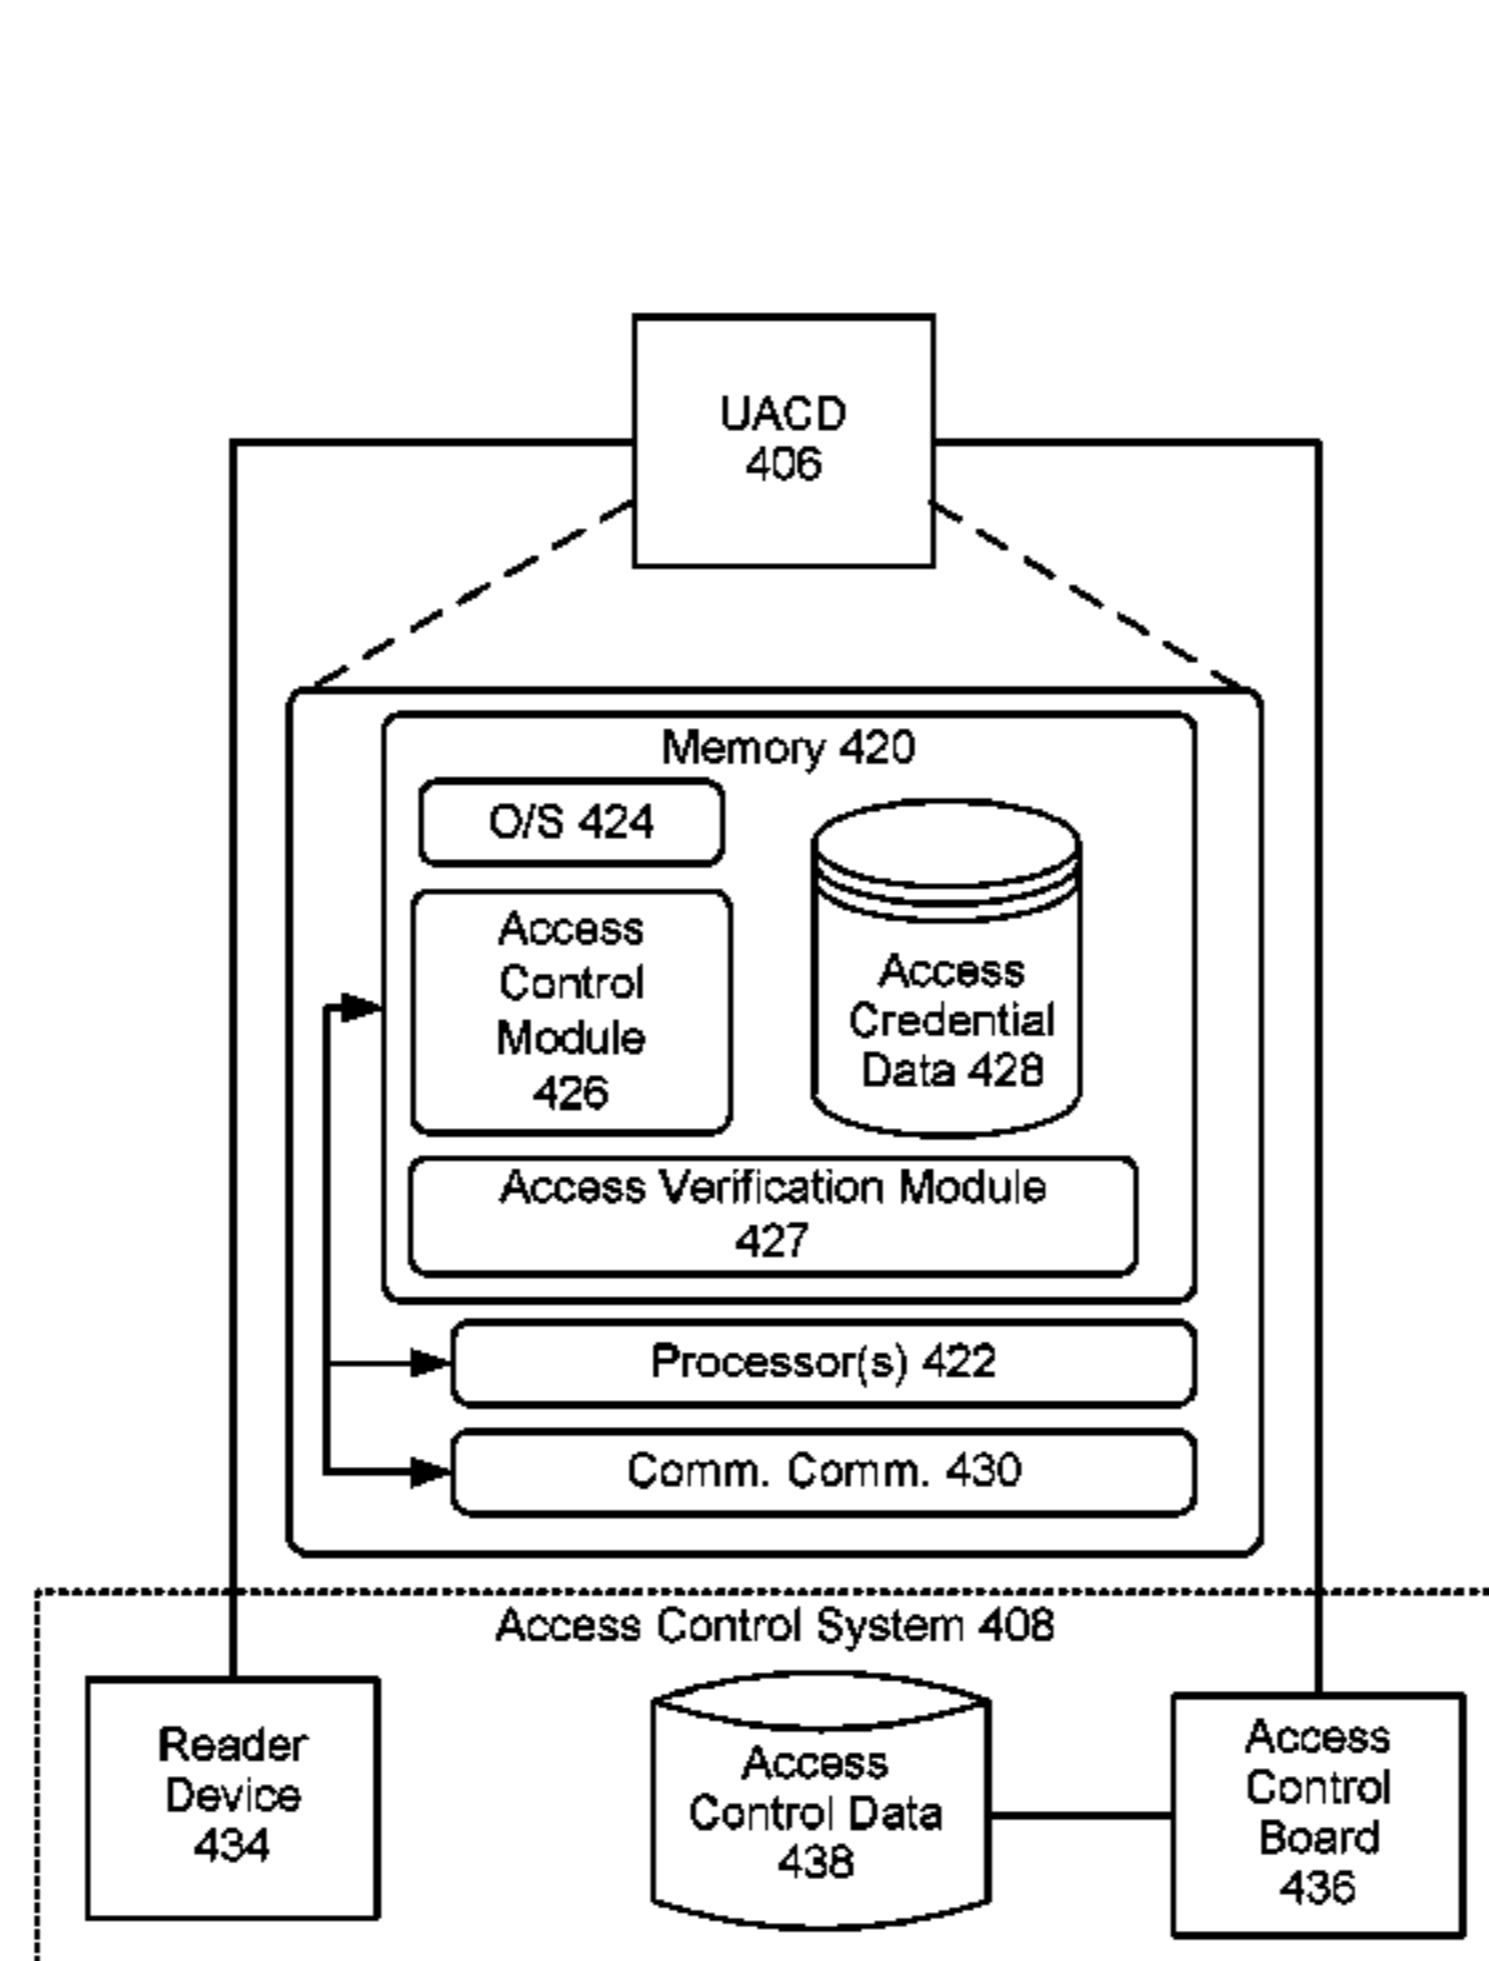 UACD
406
Memory 420
O/S 424
Access
Control
Module
426
Access
Credential
Data 428
Access Verification Module
427
Processor(s) 422
Comm. Comm. 430
Access Control System 408
Reader
Device
434
Access
Control Data
438
Access
Control
Board
436